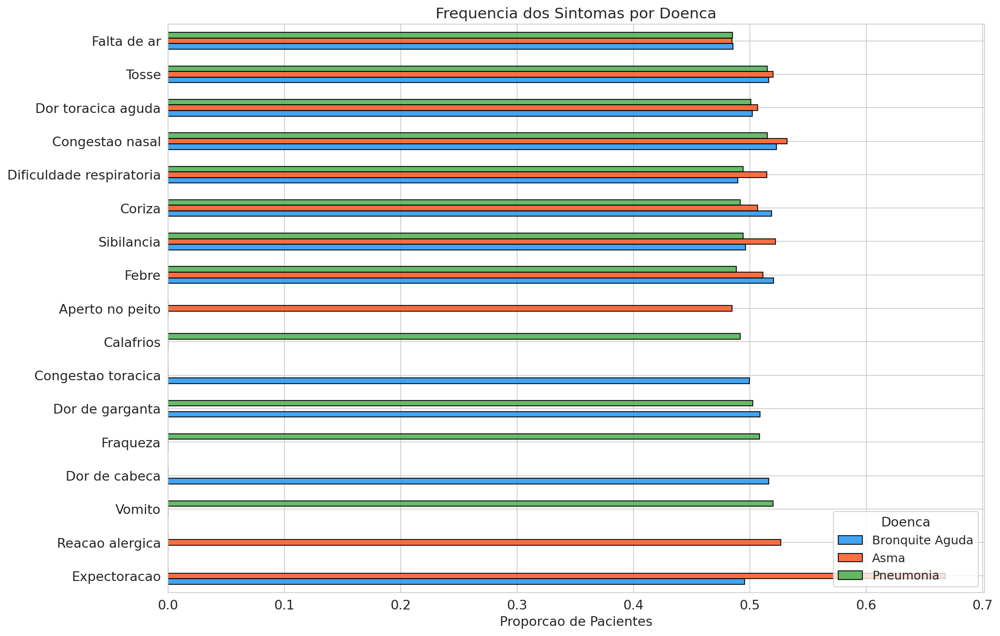 Frequencia dos Sintomas por Doenca
Falta de ar
Tosse
Dor toracica aguda
Congestao nasal
Dificuldade respiratoria
Coriza
Sibilancia
Febre
Aperto no peito
Calafrios
Congestao toracica
Dor de garganta
Fraqueza
Dor de cabeca
Vomito
Reacao alergica
Expectoracao
Doenca
Bronquite Aguda
Asma
Pneumonia
0.0 0.1 0.2 0.3 0.4 0.5 0.6 0.7
Proporcao de Pacientes